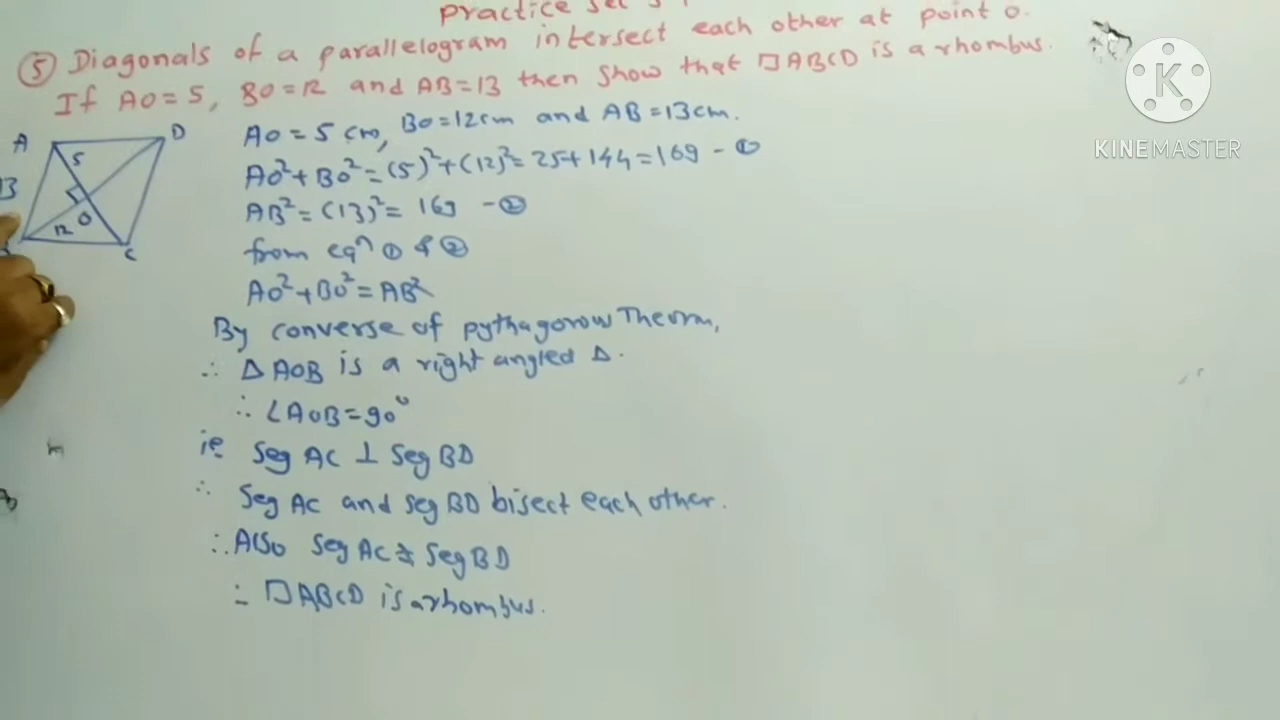 practice set 5
⑤ Diagonals of a parallelogram intersect each other at point O.
If AO = 5, BO = 12 and AB = 13 then show that □ABCD is a rhombus.
K
KINEMASTER
A
D
5
13
12
O
C
AO = 5 cm, BO = 12 cm and AB = 13 cm.
AO² + BO² = (5)² + (12)² = 25 + 144 = 169 - ①
AB² = (13)² = 169 - ②
from eqⁿ ① & ②
AO² + BO² = AB²
By converse of pythagorow Theorm,
∴ Δ AOB is a right angled Δ.
∴ ∠AOB = 90°
ie seg AC ⊥ seg BD
∴ seg AC and seg BD bisect each other.
∴ Also seg AC ≇ seg BD
∴ □ABCD is a rhombus.